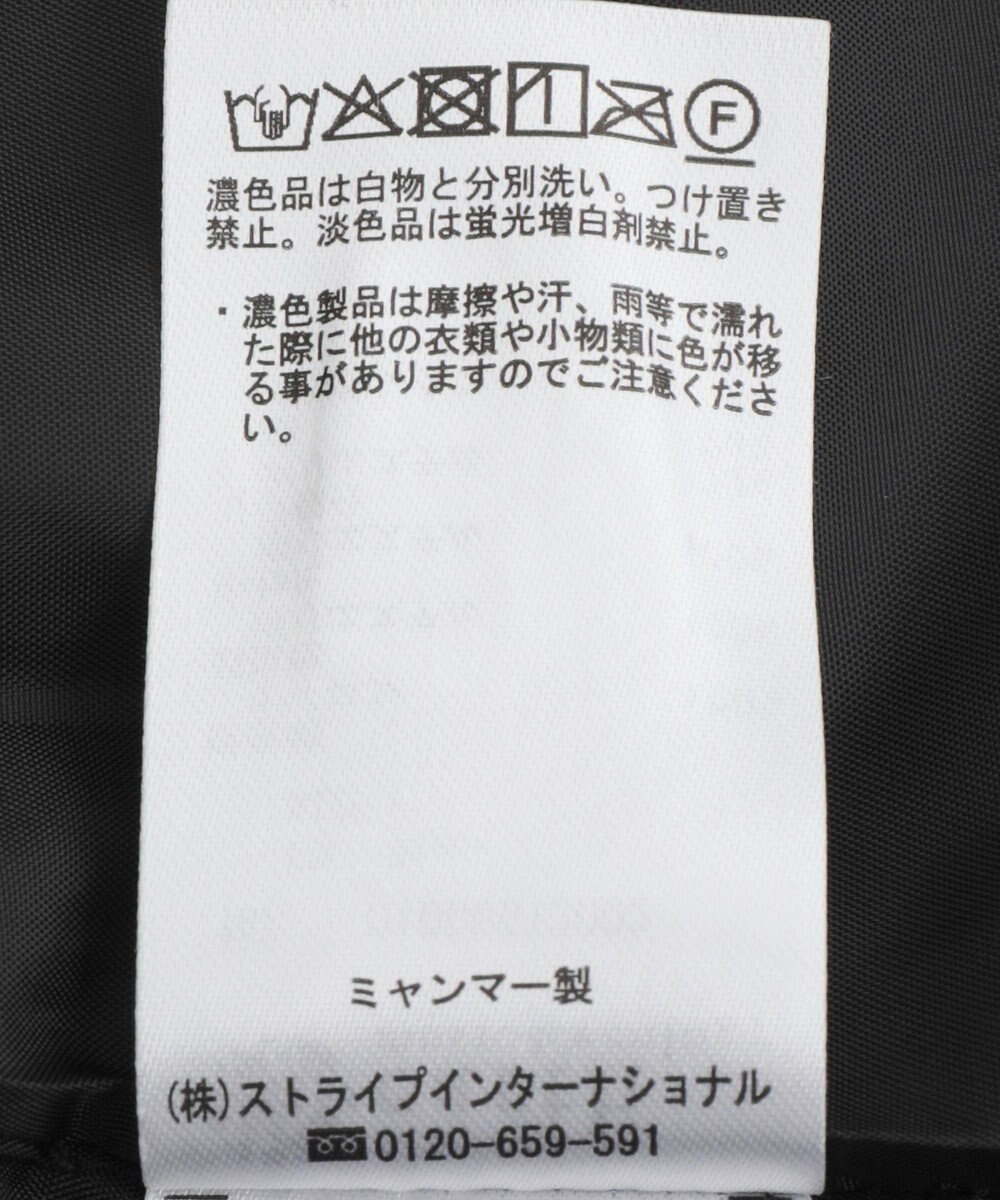 F
濃色品は白物と分別洗い。つけ置き
禁止。淡色品は蛍光増白剤禁止。
・濃色製品は摩擦や汗、雨等で濡れ
た際に他の衣類や小物類に色が移
る事がありますのでご注意くださ
い。
ミャンマー製
(株)ストライプインターナショナル
0120-659-591